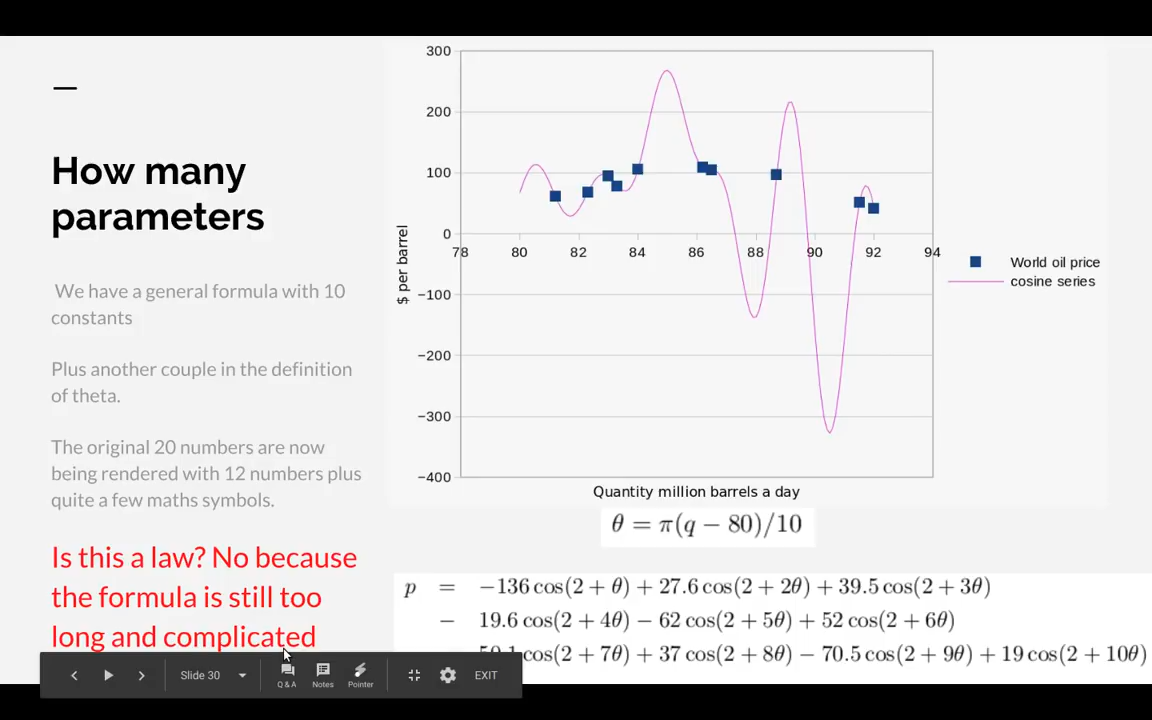 How many
parameters
We have a general formula with 10
constants
Plus another couple in the definition
of theta.
The original 20 numbers are now
being rendered with 12 numbers plus
quite a few maths symbols.
Is this a law? No because
the formula is still too
long and complicated
300
200
100
0
−100
−200
−300
−400
78 80 82 84 86 88 90 92 94
$ per barrel
Quantity million barrels a day
World oil price
cosine series
θ = π(q − 80)/10
p = −136 cos(2 + θ) + 27.6 cos(2 + 2θ) + 39.5 cos(2 + 3θ)
− 19.6 cos(2 + 4θ) − 62 cos(2 + 5θ) + 52 cos(2 + 6θ)
cos(2 + 7θ) + 37 cos(2 + 8θ) − 70.5 cos(2 + 9θ) + 19 cos(2 + 10θ)
Slide 30
Q & A
Notes
Pointer
EXIT